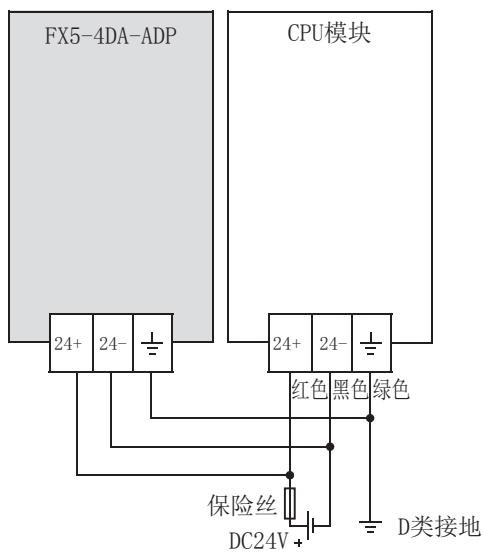 FX5-4DA-ADP
CPU模块
24+ 24-
24+ 24-
红色 黑色 绿色
保险丝
DC24V +
D类接地